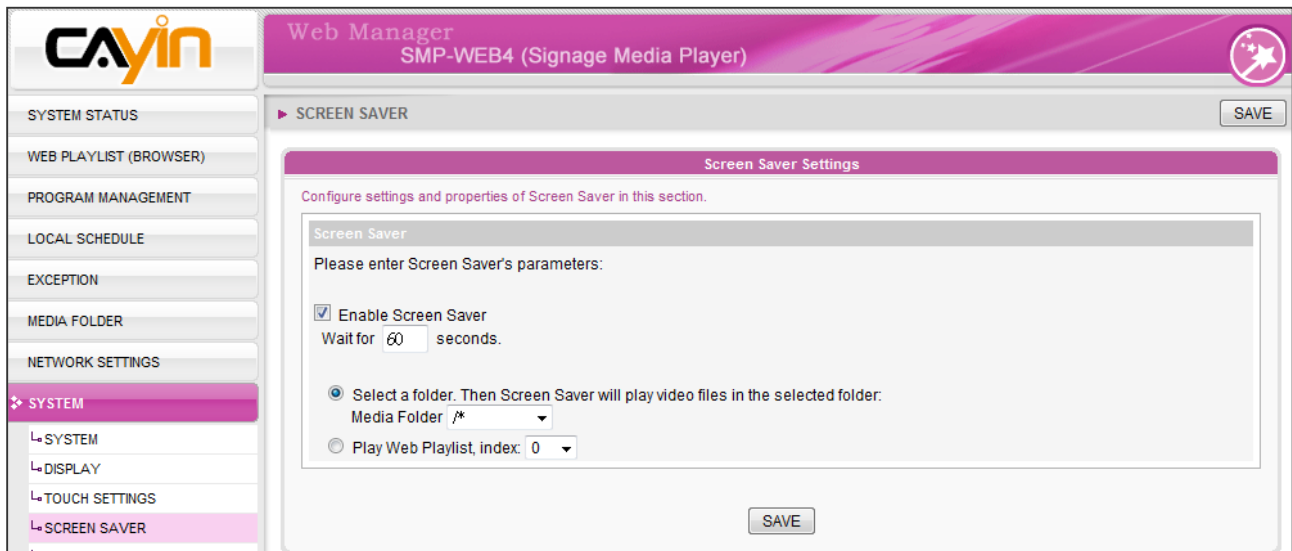 CAYIN
Web Manager
SMP-WEB4 (Signage Media Player)
SYSTEM STATUS
WEB PLAYLIST (BROWSER)
PROGRAM MANAGEMENT
LOCAL SCHEDULE
EXCEPTION
MEDIA FOLDER
NETWORK SETTINGS
SYSTEM
SYSTEM
DISPLAY
TOUCH SETTINGS
SCREEN SAVER
SCREEN SAVER
SAVE
Screen Saver Settings
Configure settings and properties of Screen Saver in this section.
Screen Saver
Please enter Screen Saver's parameters:
Enable Screen Saver
Wait for 60 seconds.
Select a folder. Then Screen Saver will play video files in the selected folder:
Media Folder /*
Play Web Playlist, index: 0
SAVE